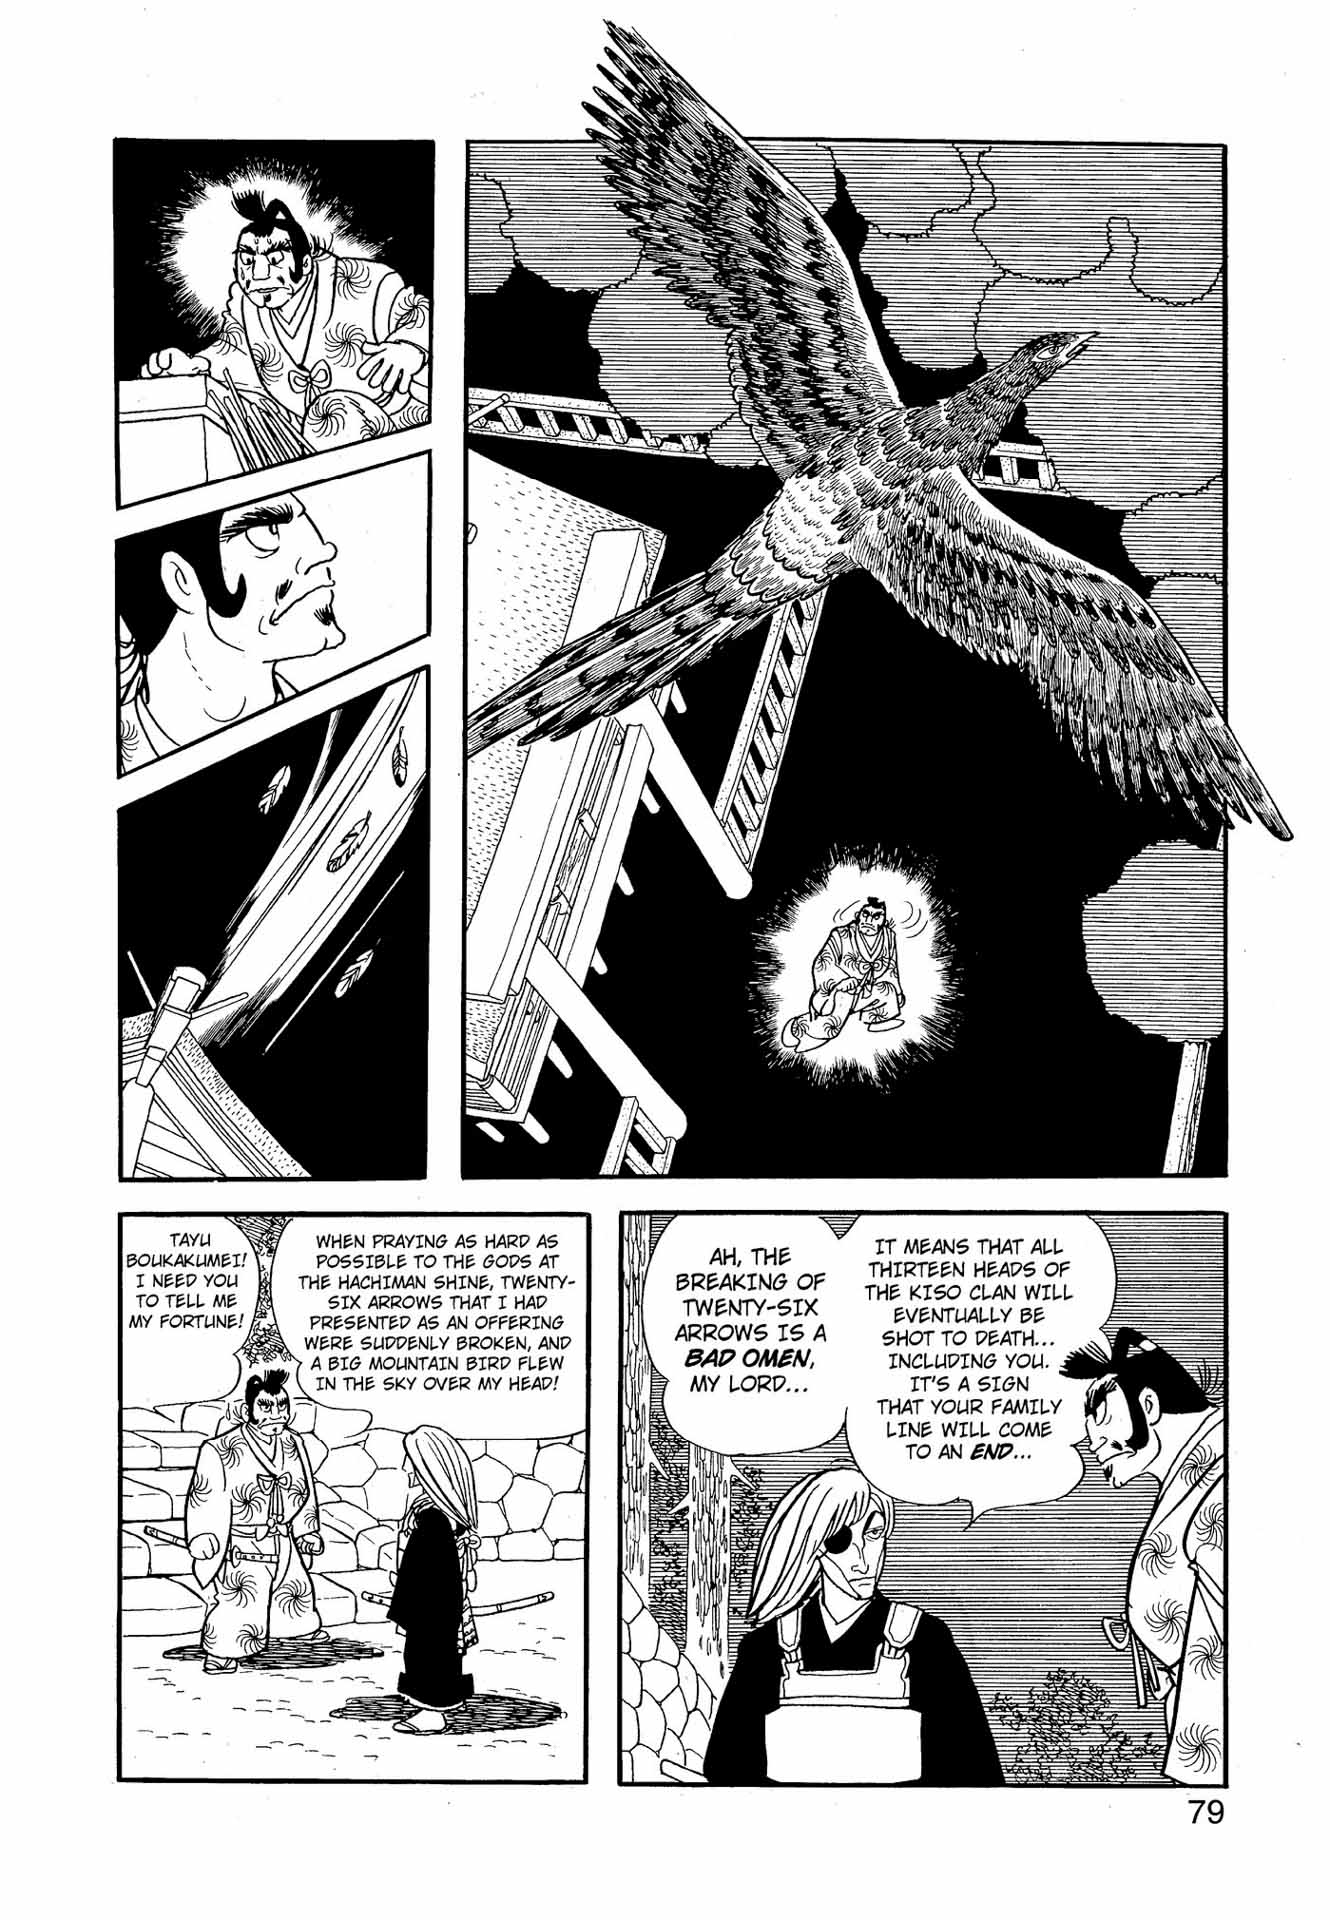 TAYU
BOUKAKUMEI!
I NEED YOU
TO TELL ME
MY FORTUNE!
WHEN PRAYING AS HARD AS
POSSIBLE TO THE GODS AT
THE HACHIMAN SHINE, TWENTY-
SIX ARROWS THAT I HAD
PRESENTED AS AN OFFERING
WERE SUDDENLY BROKEN, AND
A BIG MOUNTAIN BIRD FLEW
IN THE SKY OVER MY HEAD!
AH, THE
BREAKING OF
TWENTY-SIX
ARROWS IS A
BAD OMEN,
MY LORD...
IT MEANS THAT ALL
THIRTEEN HEADS OF
THE KISO CLAN WILL
EVENTUALLY BE
SHOT TO DEATH...
INCLUDING YOU.
IT'S A SIGN
THAT YOUR FAMILY
LINE WILL COME
TO AN END...
79